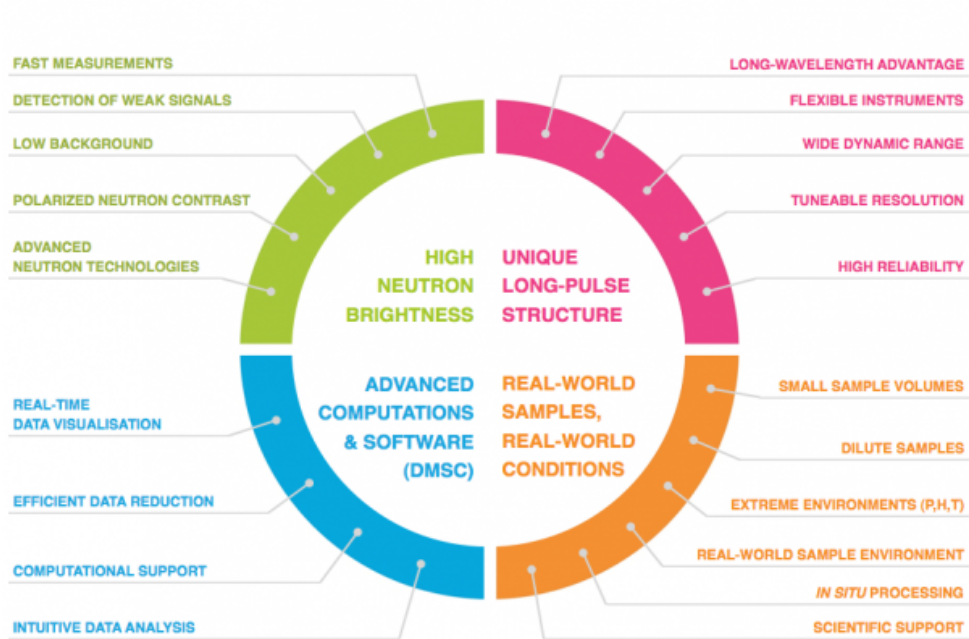 FAST MEASUREMENTS
DETECTION OF WEAK SIGNALS
LOW BACKGROUND
POLARIZED NEUTRON CONTRAST
ADVANCED
NEUTRON TECHNOLOGIES
LONG-WAVELENGTH ADVANTAGE
FLEXIBLE INSTRUMENTS
WIDE DYNAMIC RANGE
TUNEABLE RESOLUTION
HIGH RELIABILITY
HIGH
NEUTRON
BRIGHTNESS
UNIQUE
LONG-PULSE
STRUCTURE
ADVANCED
COMPUTATIONS
& SOFTWARE
(DMSC)
REAL-WORLD
SAMPLES,
REAL-WORLD
CONDITIONS
REAL-TIME
DATA VISUALISATION
EFFICIENT DATA REDUCTION
COMPUTATIONAL SUPPORT
INTUITIVE DATA ANALYSIS
SMALL SAMPLE VOLUMES
DILUTE SAMPLES
EXTREME ENVIRONMENTS (P,H,T)
REAL-WORLD SAMPLE ENVIRONMENT
IN SITU PROCESSING
SCIENTIFIC SUPPORT